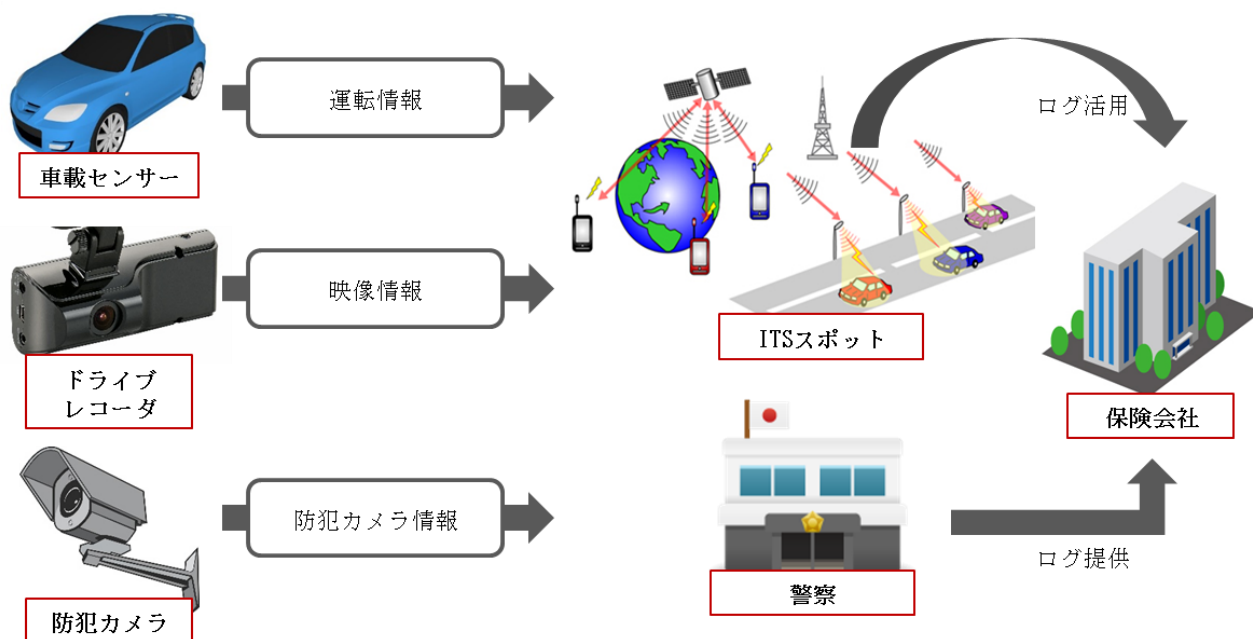 運転情報
ログ活用
車載センサー
映像情報
ITSスポット
ドライブ
レコーダ
保険会社
防犯カメラ情報
ログ提供
警察
防犯カメラ